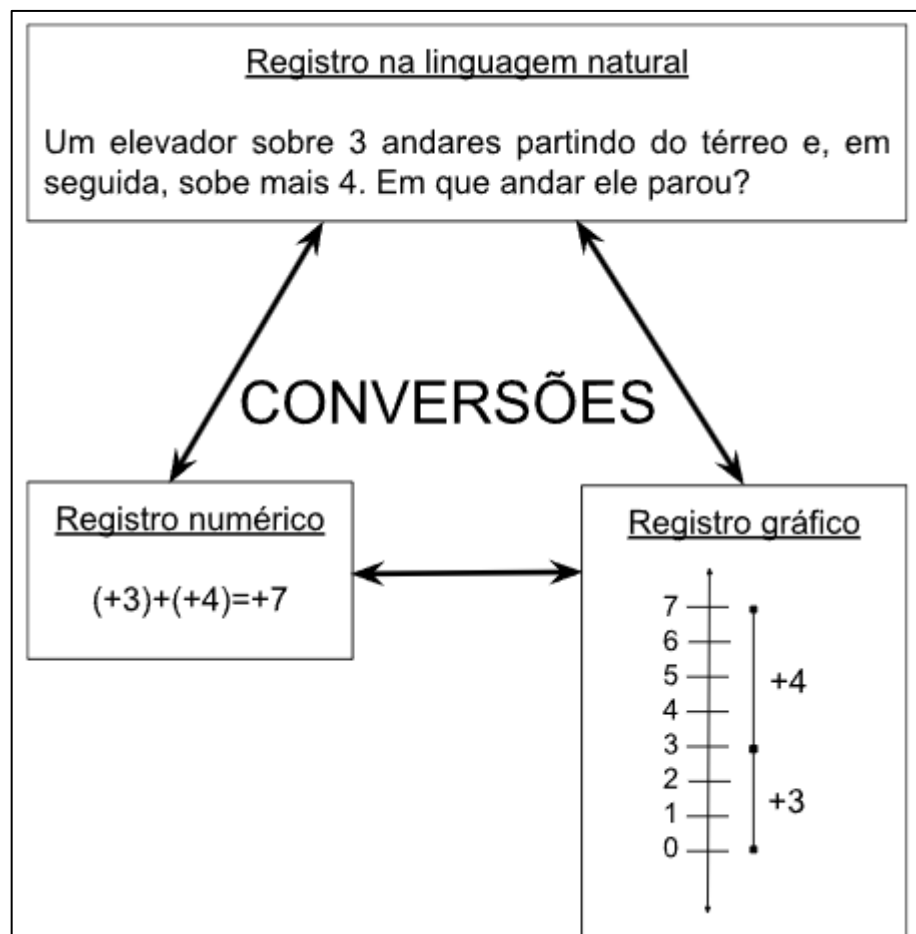 Registro na linguagem natural
Um elevador sobre 3 andares partindo do térreo e, em
seguida, sobe mais 4. Em que andar ele parou?
CONVERSÕES
Registro numérico
(+3)+(+4)=+7
Registro gráfico
7
6
5
+4
4
3
2
+3
1
0